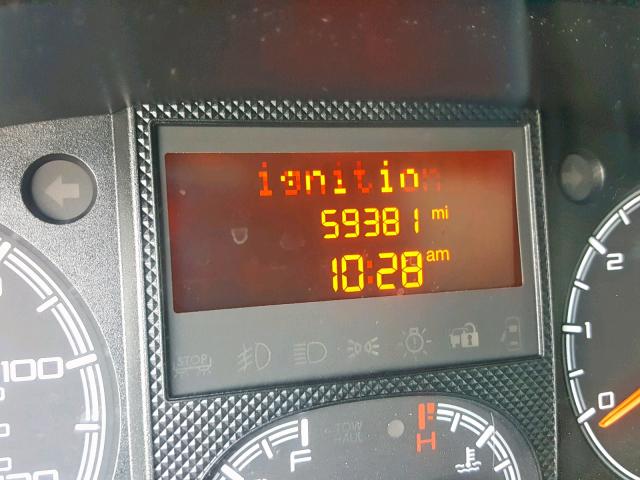 ignition
59381 mi
10:28 am
STOP
100
2
1
0
TOW
HAUL
F
H